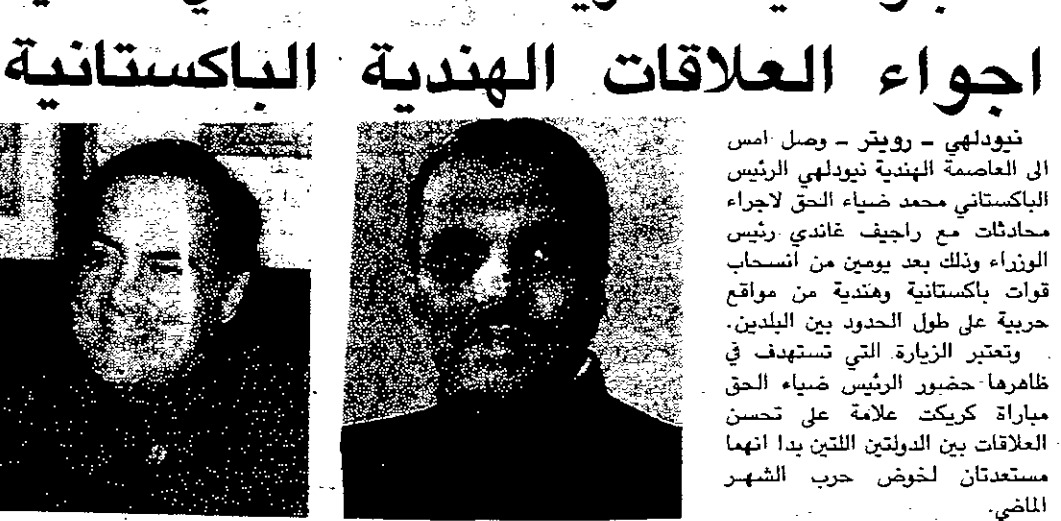 اجواء العلاقات الهندية الباكستانية
نيودلهي - رويتر - وصل امس
الى العاصمة الهندية نيودلهي الرئيس
الباكستاني محمد ضياء الحق لاجراء
محادثات مع راجيف غاندي رئيس
الوزراء وذلك بعد يومين من انسحاب
قوات باكستانية وهندية من مواقع
حربية على طول الحدود بين البلدين.
وتعتبر الزيارة التي تستهدف في
ظاهرها حضور الرئيس ضياء الحق
مباراة كريكت علامة على تحسن
العلاقات بين الدولتين اللتين بدا انهما
مستعدتان لخوض حرب الشهر
الماضي.